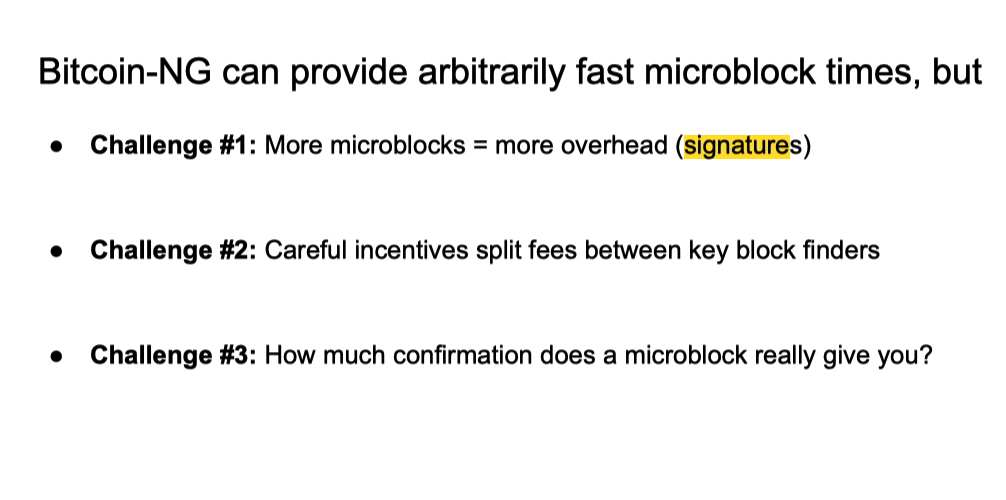 Bitcoin-NG can provide arbitrarily fast microblock times, but
● Challenge #1: More microblocks = more overhead (signatures)
● Challenge #2: Careful incentives split fees between key block finders
● Challenge #3: How much confirmation does a microblock really give you?